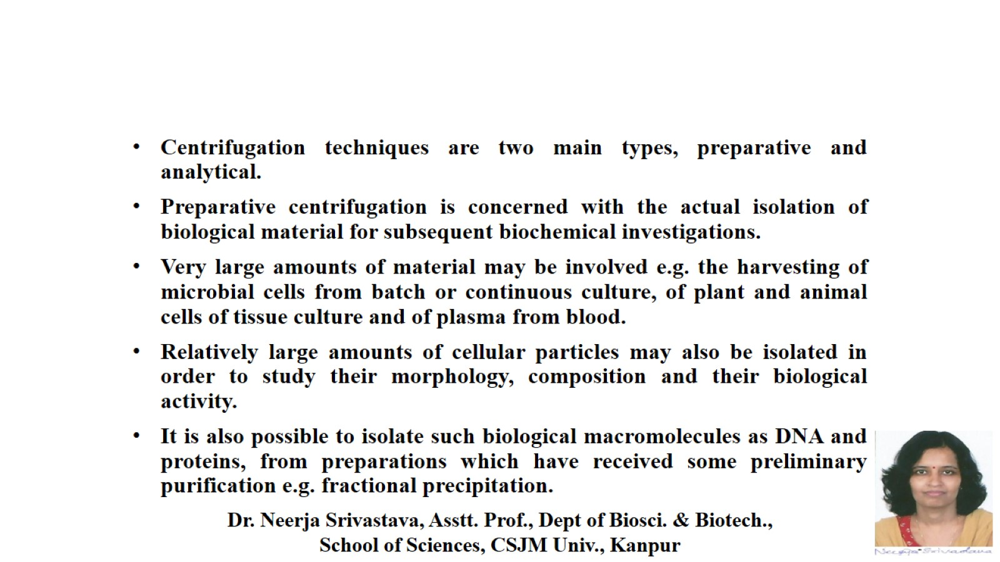 • Centrifugation techniques are two main types, preparative and
analytical.
• Preparative centrifugation is concerned with the actual isolation of
biological material for subsequent biochemical investigations.
• Very large amounts of material may be involved e.g. the harvesting of
microbial cells from batch or continuous culture, of plant and animal
cells of tissue culture and of plasma from blood.
• Relatively large amounts of cellular particles may also be isolated in
order to study their morphology, composition and their biological
activity.
• It is also possible to isolate such biological macromolecules as DNA and
proteins, from preparations which have received some preliminary
purification e.g. fractional precipitation.
Dr. Neerja Srivastava, Asstt. Prof., Dept of Biosci. & Biotech.,
School of Sciences, CSJM Univ., Kanpur
Neerja Srivastava